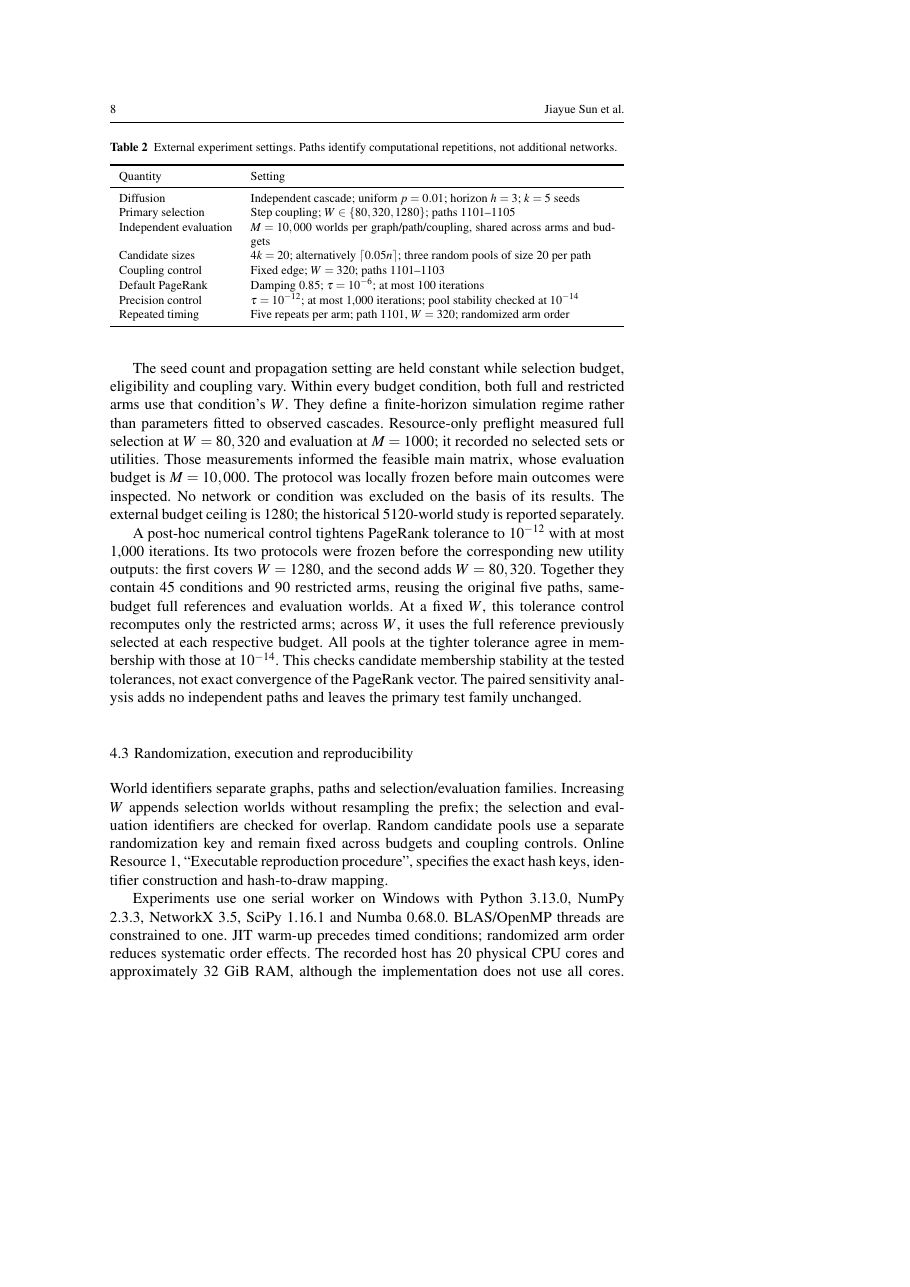 8 Jiayue Sun et al.
Table 2 External experiment settings. Paths identify computational repetitions, not additional networks.
Quantity Setting
Diffusion Independent cascade; uniform p = 0.01; horizon h = 3; k = 5 seeds
Primary selection Step coupling; W ∈ {80,320,1280}; paths 1101–1105
Independent evaluation M = 10,000 worlds per graph/path/coupling, shared across arms and bud-
gets
Candidate sizes 4k = 20; alternatively ⌈0.05n⌉; three random pools of size 20 per path
Coupling control Fixed edge; W = 320; paths 1101–1103
Default PageRank Damping 0.85; τ = 10⁻⁶; at most 100 iterations
Precision control τ = 10⁻¹²; at most 1,000 iterations; pool stability checked at 10⁻¹⁴
Repeated timing Five repeats per arm; path 1101, W = 320; randomized arm order
The seed count and propagation setting are held constant while selection budget,
eligibility and coupling vary. Within every budget condition, both full and restricted
arms use that condition's W. They define a finite-horizon simulation regime rather
than parameters fitted to observed cascades. Resource-only preflight measured full
selection at W = 80,320 and evaluation at M = 1000; it recorded no selected sets or
utilities. Those measurements informed the feasible main matrix, whose evaluation
budget is M = 10,000. The protocol was locally frozen before main outcomes were
inspected. No network or condition was excluded on the basis of its results. The
external budget ceiling is 1280; the historical 5120-world study is reported separately.
A post-hoc numerical control tightens PageRank tolerance to 10⁻¹² with at most
1,000 iterations. Its two protocols were frozen before the corresponding new utility
outputs: the first covers W = 1280, and the second adds W = 80,320. Together they
contain 45 conditions and 90 restricted arms, reusing the original five paths, same-
budget full references and evaluation worlds. At a fixed W, this tolerance control
recomputes only the restricted arms; across W, it uses the full reference previously
selected at each respective budget. All pools at the tighter tolerance agree in mem-
bership with those at 10⁻¹⁴. This checks candidate membership stability at the tested
tolerances, not exact convergence of the PageRank vector. The paired sensitivity anal-
ysis adds no independent paths and leaves the primary test family unchanged.
4.3 Randomization, execution and reproducibility
World identifiers separate graphs, paths and selection/evaluation families. Increasing
W appends selection worlds without resampling the prefix; the selection and eval-
uation identifiers are checked for overlap. Random candidate pools use a separate
randomization key and remain fixed across budgets and coupling controls. Online
Resource 1, “Executable reproduction procedure”, specifies the exact hash keys, iden-
tifier construction and hash-to-draw mapping.
Experiments use one serial worker on Windows with Python 3.13.0, NumPy
2.3.3, NetworkX 3.5, SciPy 1.16.1 and Numba 0.68.0. BLAS/OpenMP threads are
constrained to one. JIT warm-up precedes timed conditions; randomized arm order
reduces systematic order effects. The recorded host has 20 physical CPU cores and
approximately 32 GiB RAM, although the implementation does not use all cores.